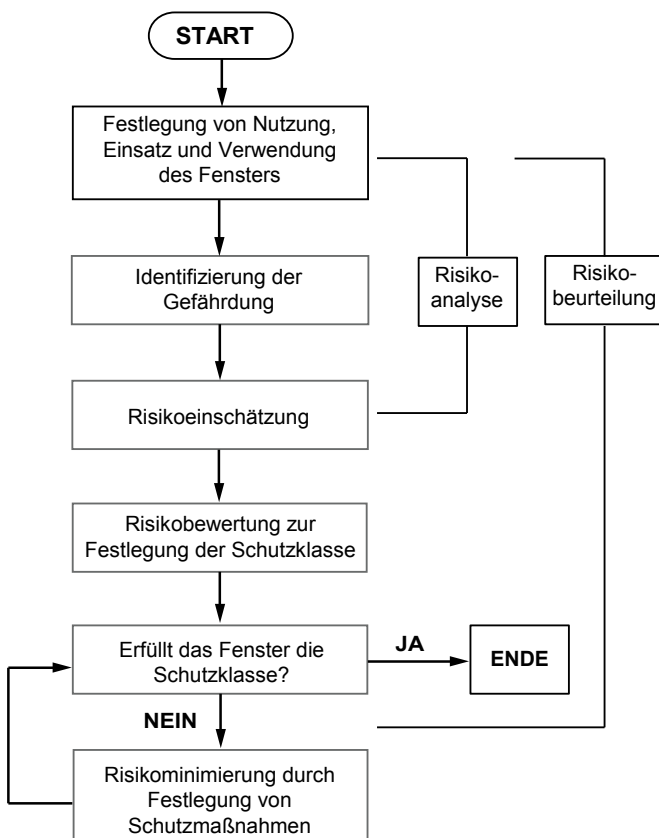 START
Festlegung von Nutzung,
Einsatz und Verwendung
des Fensters
Identifizierung der
Gefährdung
Risiko-
analyse
Risiko-
beurteilung
Risikoeinschätzung
Risikobewertung zur
Festlegung der Schutzklasse
Erfüllt das Fenster die
Schutzklasse?
JA
ENDE
NEIN
Risikominimierung durch
Festlegung von
Schutzmaßnahmen